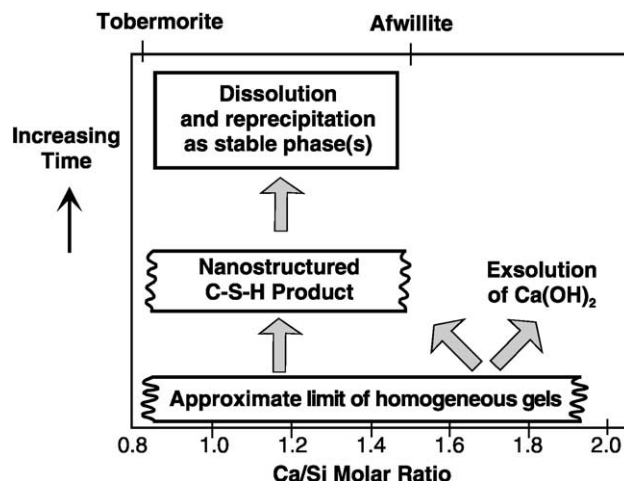 Tobermorite
Afwillite
Dissolution
and reprecipitation
as stable phase(s)
Increasing
Time
Nanostructured
C-S-H Product
Exsolution
of Ca(OH)₂
Approximate limit of homogeneous gels
0.8 1.0 1.2 1.4 1.6 1.8 2.0
Ca/Si Molar Ratio